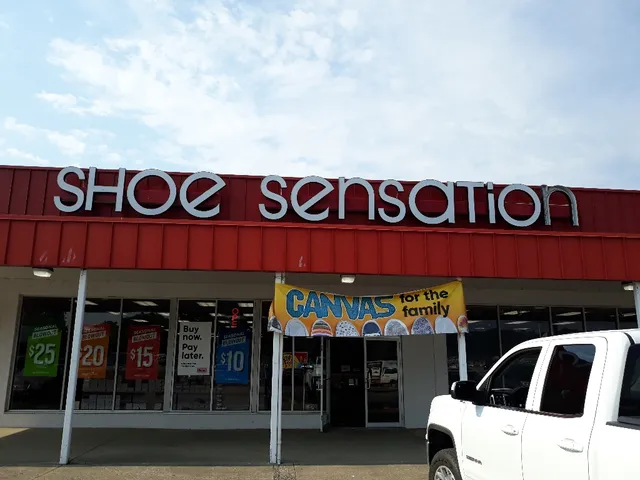 SHOE SENSATION
CANVAS for the family
$25
$20
$15
Buy now.
Pay later.
$10